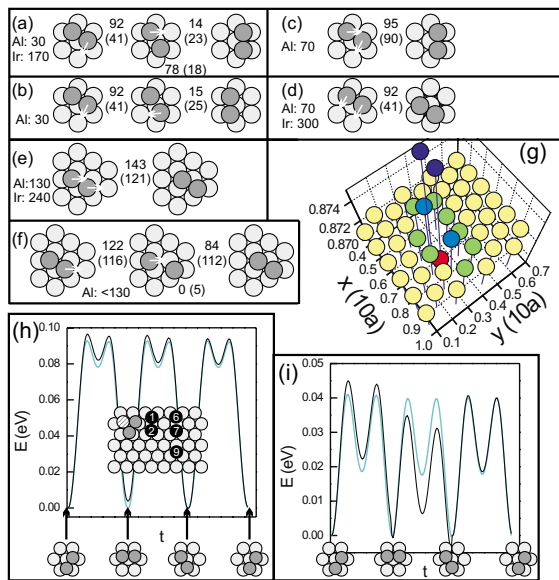 (a) 92 14
Al: 30 (41) (23)
Ir: 170
78 (18)
(b) 92 15
Al: 30 (41) (25)
(c) 95
Al: 70 (90)
(d) 92
Al: 70 (41)
Ir: 300
(e) 143
Al:130 (121)
Ir: 240
(f) 122 84
(116) (112)
Al: <130 0 (5)
(g)
0.874
0.872
0.870
0.4
0.5
0.6
0.7
0.8
0.9
1.0
x (10a)
0.1
0.2
0.3
0.4
0.5
0.6
0.7
y (10a)
(h)
0.10
0.08
0.06
0.04
0.02
0.00
E (eV)
1 6
2 7
9
t
(i)
0.05
0.04
0.03
0.02
0.01
0.00
E (eV)
t